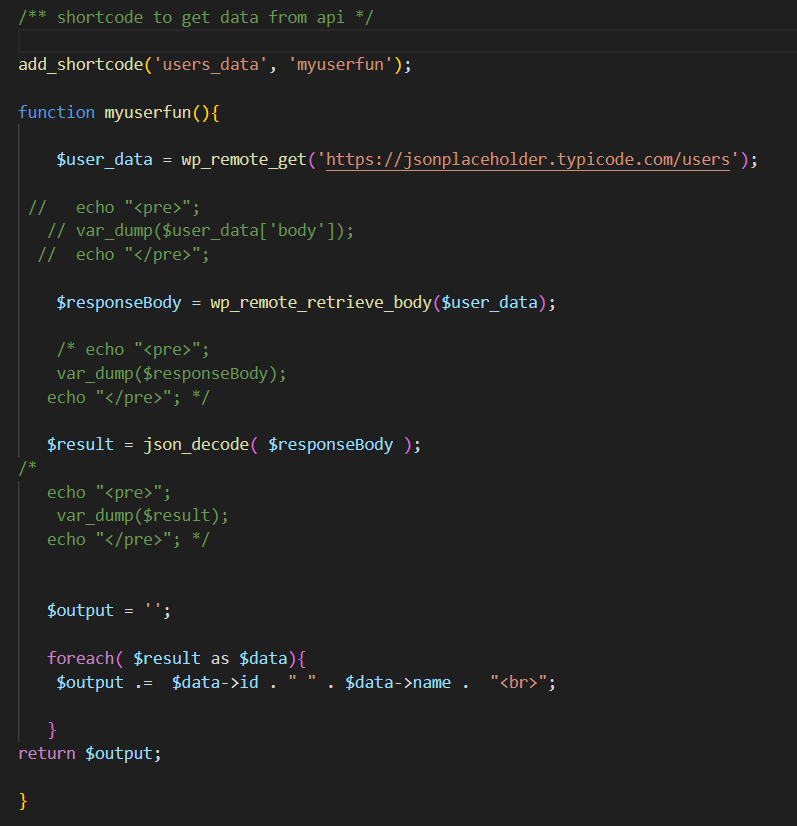 /** shortcode to get data from api */
add_shortcode('users_data', 'myuserfun');
function myuserfun(){
$user_data = wp_remote_get('https://jsonplaceholder.typicode.com/users');
//   echo "<pre>";
// var_dump($user_data['body']);
//  echo "</pre>";
$responseBody = wp_remote_retrieve_body($user_data);
/* echo "<pre>";
var_dump($responseBody);
echo "</pre>"; */
$result = json_decode( $responseBody );
/*
echo "<pre>";
var_dump($result);
echo "</pre>"; */
$output = '';
foreach( $result as $data){
$output .=  $data->id . " " . $data->name .  "<br>";
}
return $output;
}